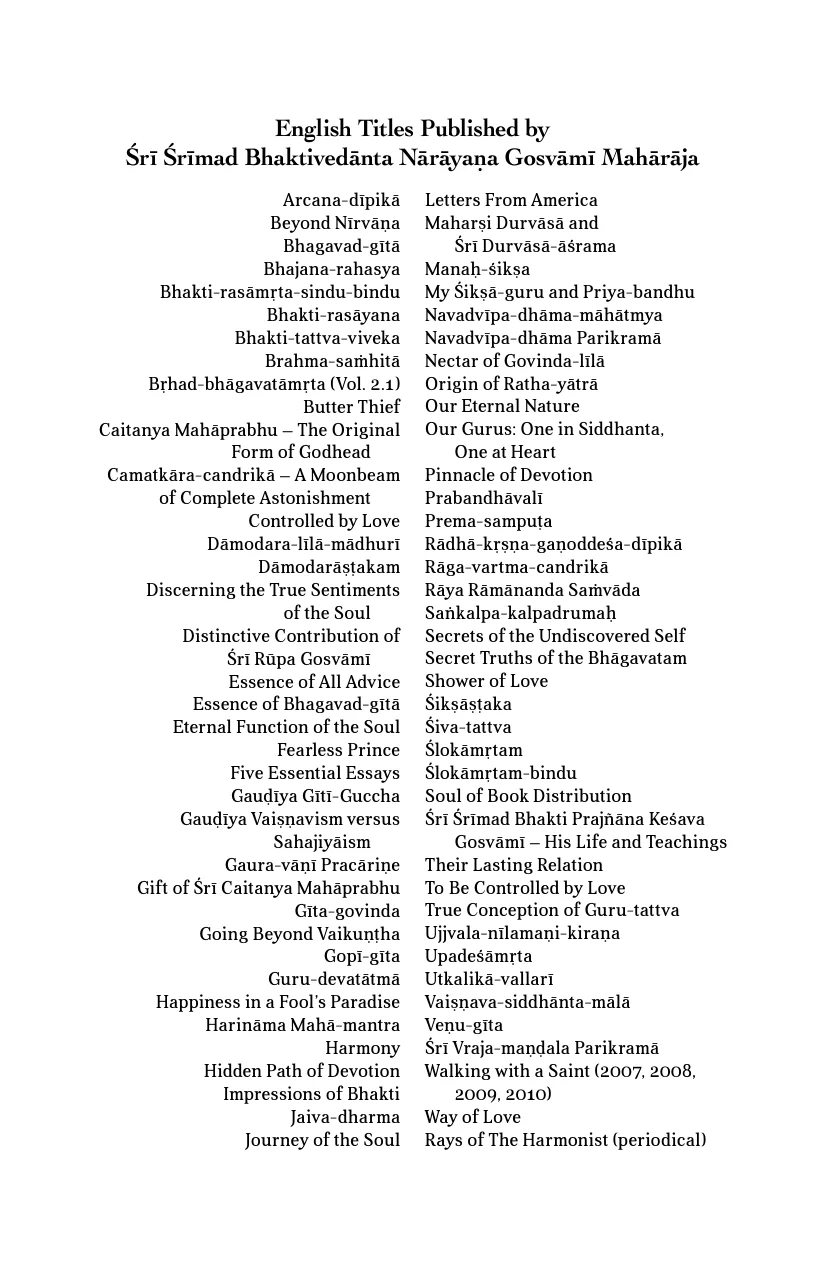 English Titles Published by
Śrī Śrīmad Bhaktivedānta Nārāyaṇa Gosvāmī Mahārāja
Arcana-dīpikā
Beyond Nīrvāṇa
Bhagavad-gītā
Bhajana-rahasya
Bhakti-rasāmṛta-sindu-bindu
Bhakti-rasāyana
Bhakti-tattva-viveka
Brahma-saṁhitā
Bṛhad-bhāgavatāmṛta (Vol. 2.1)
Butter Thief
Caitanya Mahāprabhu – The Original
Form of Godhead
Camatkāra-candrikā – A Moonbeam
of Complete Astonishment
Controlled by Love
Dāmodara-līlā-mādhurī
Dāmodarāṣṭakam
Discerning the True Sentiments
of the Soul
Distinctive Contribution of
Śrī Rūpa Gosvāmī
Essence of All Advice
Essence of Bhagavad-gītā
Eternal Function of the Soul
Fearless Prince
Five Essential Essays
Gauḍīya Gītī-Guccha
Gauḍīya Vaiṣṇavism versus
Sahajiyāism
Gaura-vāṇī Pracāriṇe
Gift of Śrī Caitanya Mahāprabhu
Gīta-govinda
Going Beyond Vaikuṇṭha
Gopī-gīta
Guru-devatātmā
Happiness in a Fool's Paradise
Harināma Mahā-mantra
Harmony
Hidden Path of Devotion
Impressions of Bhakti
Jaiva-dharma
Journey of the Soul
Letters From America
Maharṣi Durvāsā and
Śrī Durvāsā-āśrama
Manaḥ-śikṣa
My Śikṣā-guru and Priya-bandhu
Navadvīpa-dhāma-māhātmya
Navadvīpa-dhāma Parikramā
Nectar of Govinda-līlā
Origin of Ratha-yātrā
Our Eternal Nature
Our Gurus: One in Siddhanta,
One at Heart
Pinnacle of Devotion
Prabandhāvalī
Prema-sampuṭa
Rādhā-kṛṣṇa-gaṇoddeśa-dīpikā
Rāga-vartma-candrikā
Rāya Rāmānanda Saṁvāda
Saṅkalpa-kalpadrumaḥ
Secrets of the Undiscovered Self
Secret Truths of the Bhāgavatam
Shower of Love
Śikṣāṣṭaka
Śiva-tattva
Ślokāmṛtam
Ślokāmṛtam-bindu
Soul of Book Distribution
Śrī Śrīmad Bhakti Prajñāna Keśava
Gosvāmī – His Life and Teachings
Their Lasting Relation
To Be Controlled by Love
True Conception of Guru-tattva
Ujjvala-nīlamaṇi-kiraṇa
Upadeśāmṛta
Utkalikā-vallarī
Vaiṣṇava-siddhānta-mālā
Veṇu-gīta
Śrī Vraja-maṇḍala Parikramā
Walking with a Saint (2007, 2008,
2009, 2010)
Way of Love
Rays of The Harmonist (periodical)